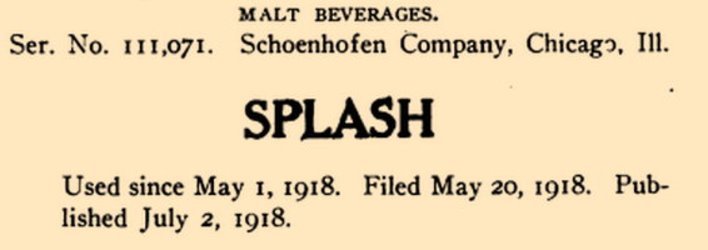 MALT BEVERAGES.
Ser. No. 111,071. Schoenhofen Company, Chicago, Ill.
SPLASH
Used since May 1, 1918. Filed May 20, 1918. Pub-
lished July 2, 1918.